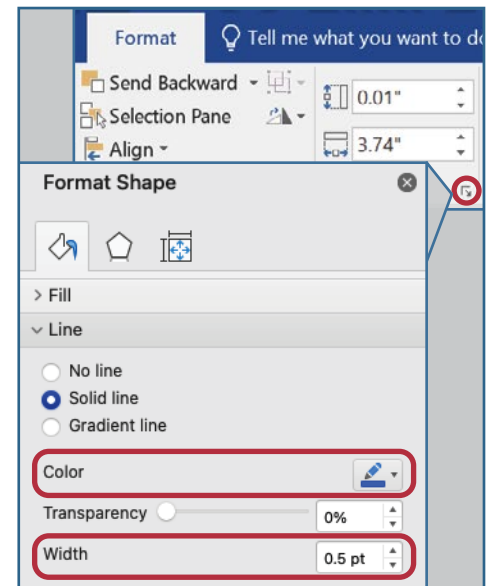 Format Tell me what you want to d
Send Backward
Selection Pane 0.01"
Align 3.74"
Format Shape
Fill
Line
No line
Solid line
Gradient line
Color
Transparency 0%
Width 0.5 pt